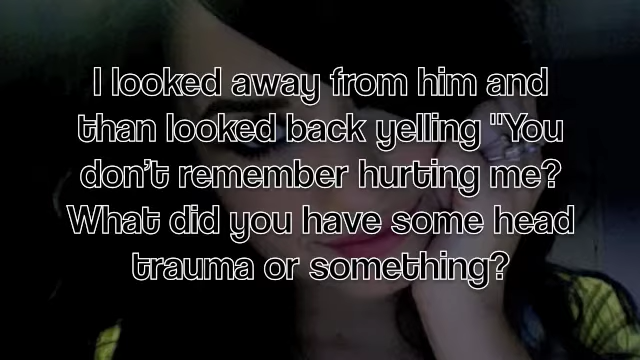 I looked away from him and
than looked back yelling "You
don't remember hurting me?
What did you have some head
trauma or something?